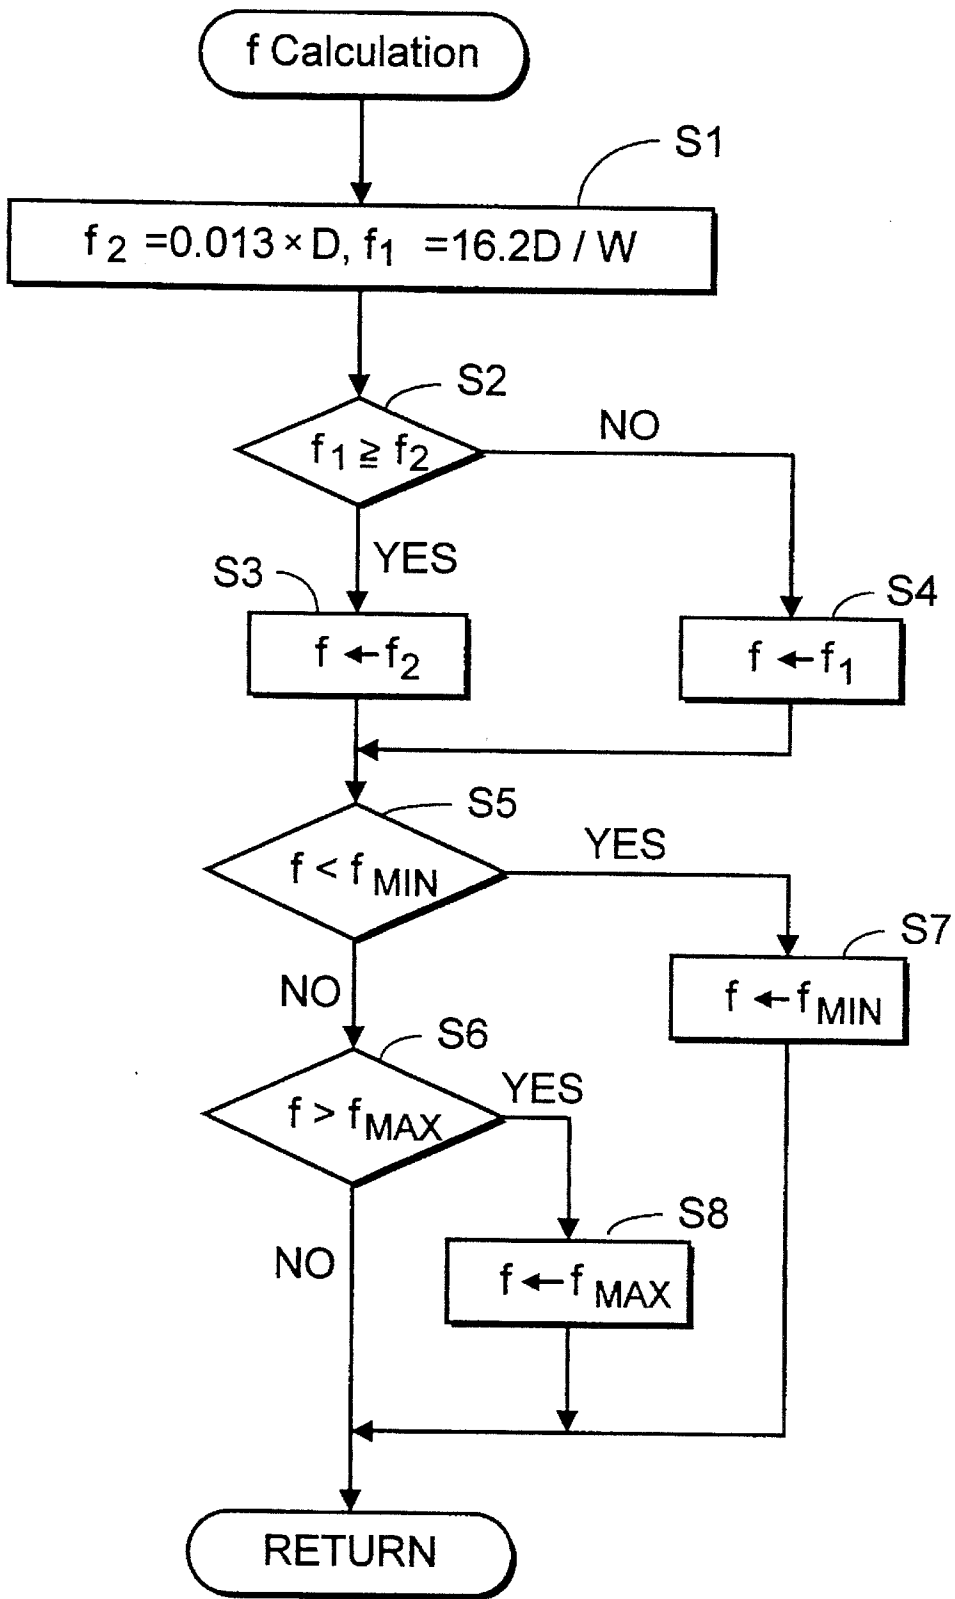 f Calculation
S1
f2 =0.013×D, f1 =16.2D / W
S2
f1 ≧ f2
NO
YES
S3
f ←f2
S4
f ←f1
S5
f < fMIN
YES
S7
f ←fMIN
NO
S6
f > fMAX
YES
S8
f← fMAX
NO
RETURN